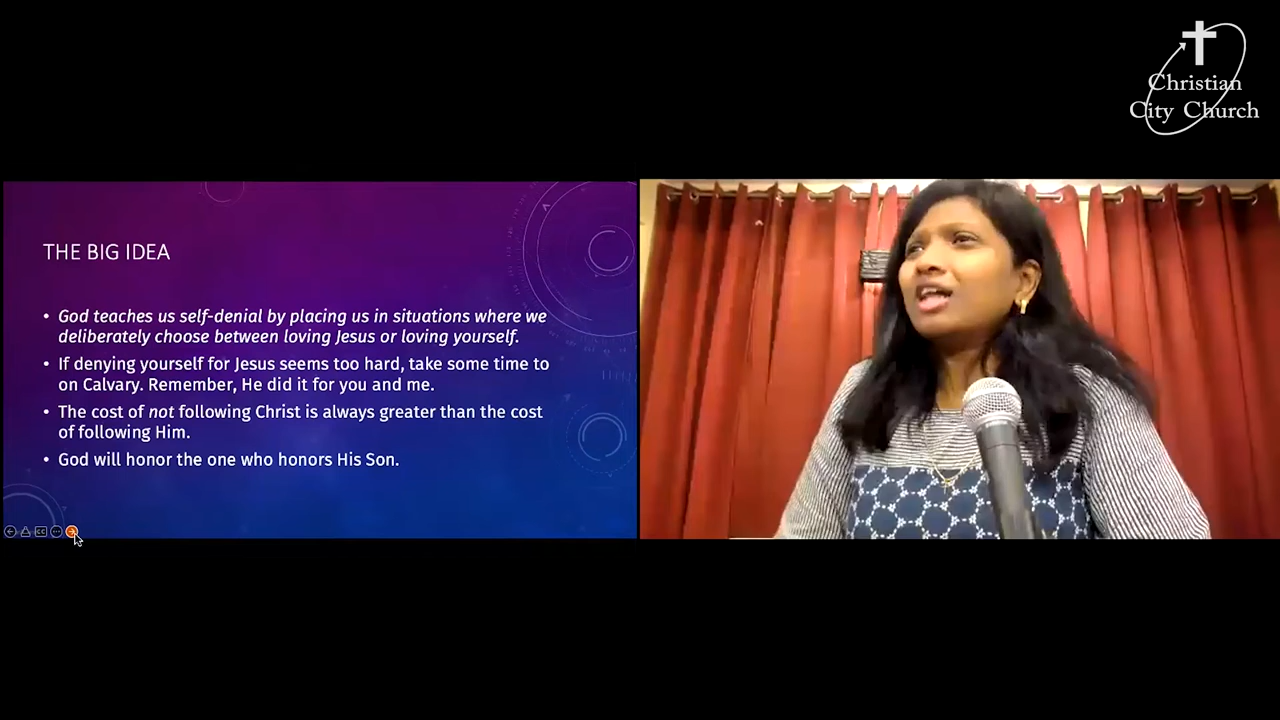 Christian
City Church
THE BIG IDEA
• God teaches us self-denial by placing us in situations where we
deliberately choose between loving Jesus or loving yourself.
• If denying yourself for Jesus seems too hard, take some time to
on Calvary. Remember, He did it for you and me.
• The cost of not following Christ is always greater than the cost
of following Him.
• God will honor the one who honors His Son.